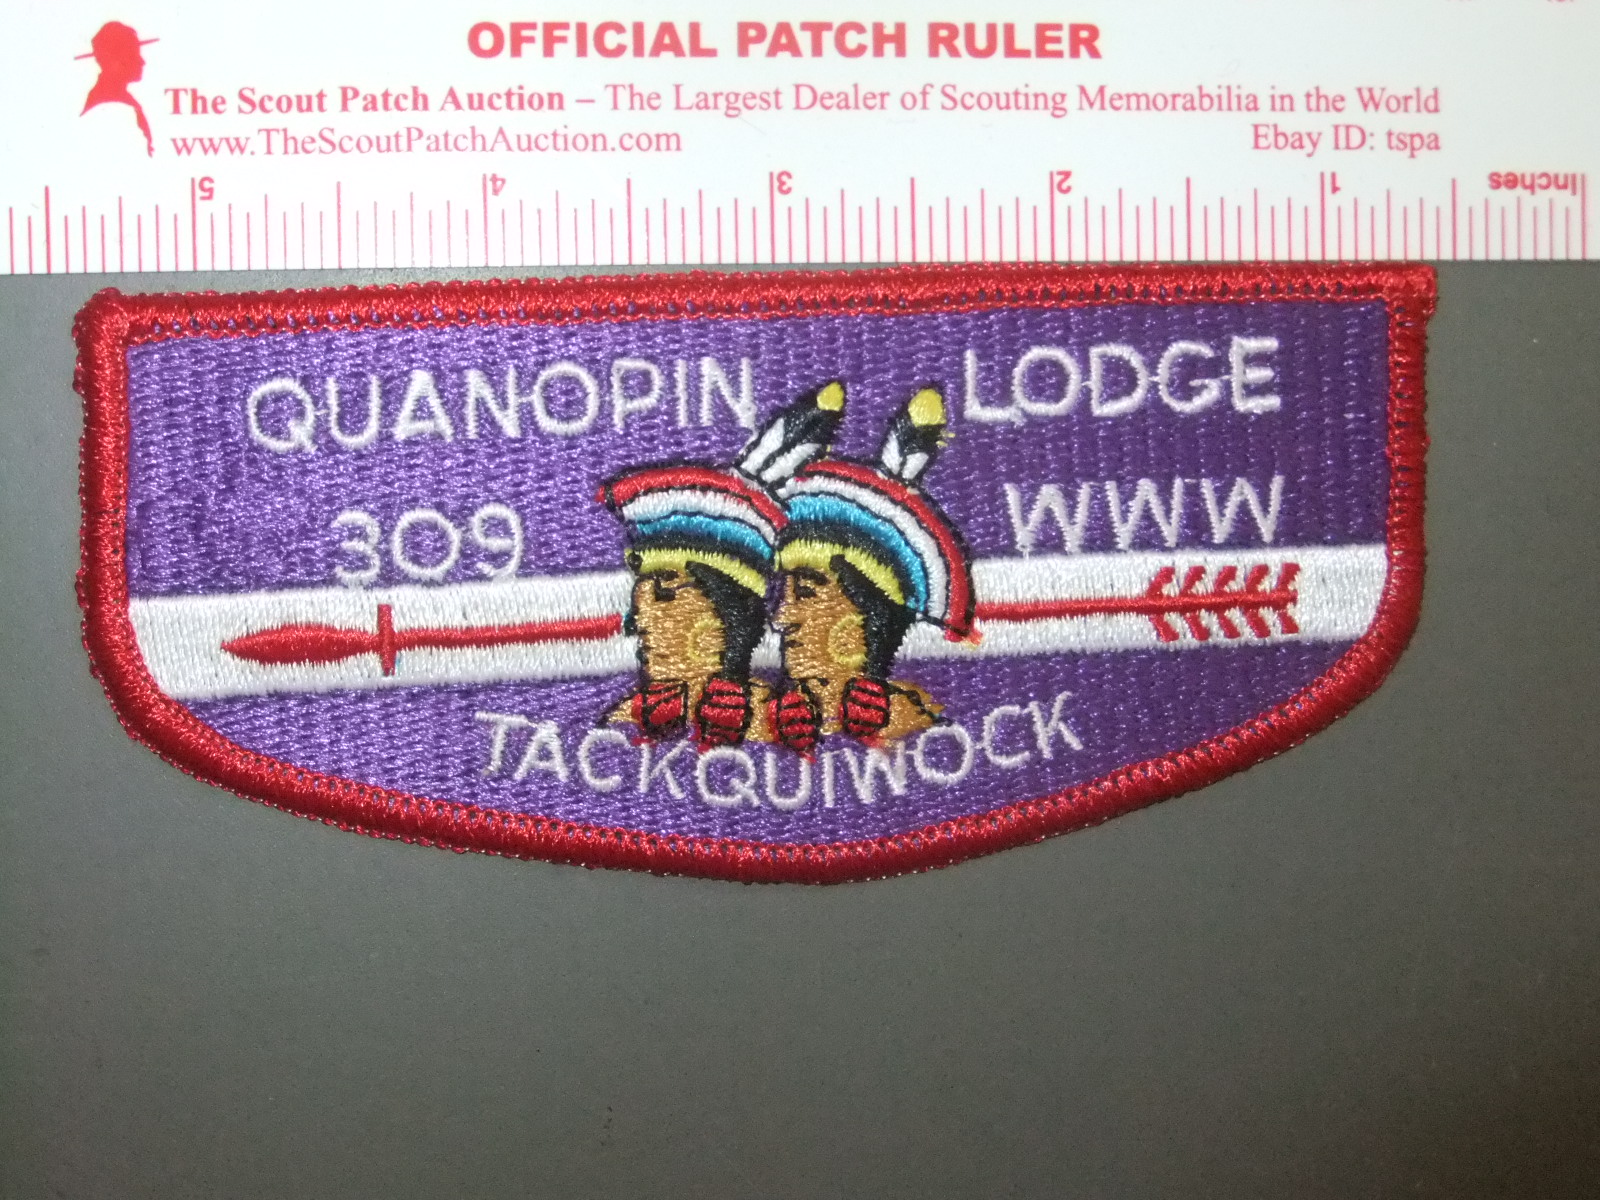 OFFICIAL PATCH RULER
The Scout Patch Auction – The Largest Dealer of Scouting Memorabilia in the World
www.TheScoutPatchAuction.com Ebay ID: tspa
5 4 3 2 1 Inches
QUANOPIN LODGE
309 WWW
TACKQUIWOCK